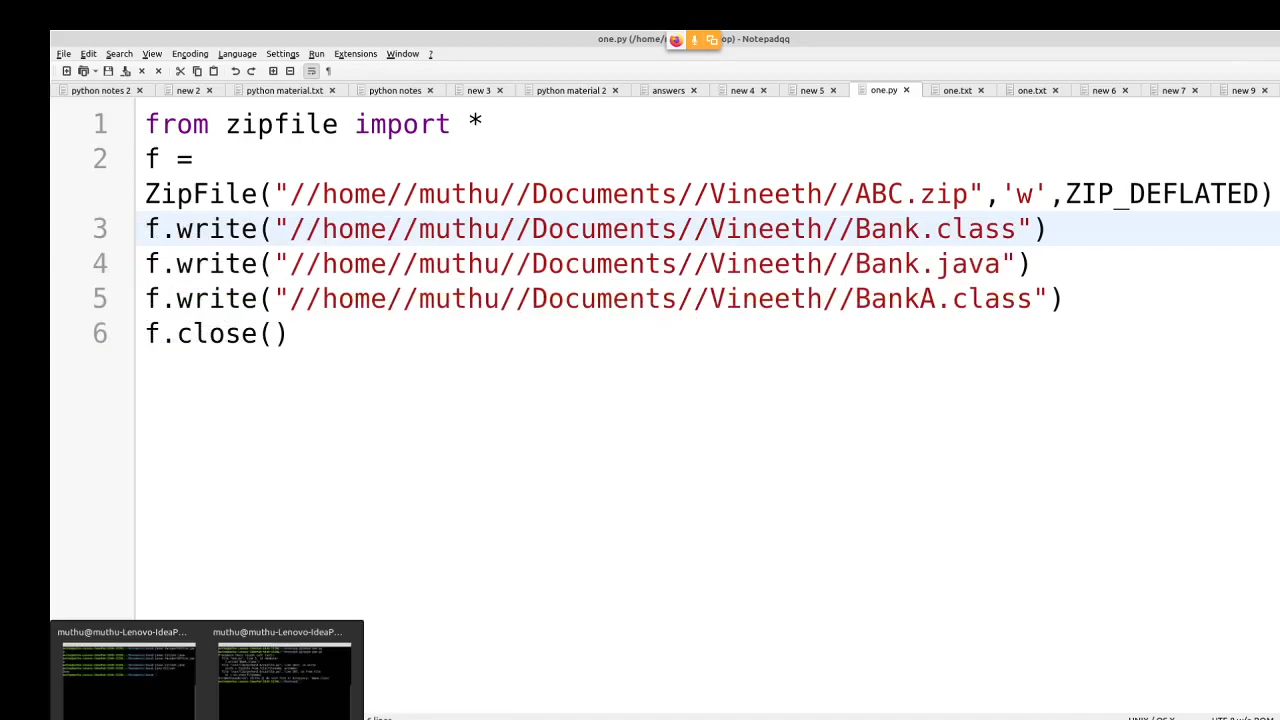 one.py (/home/ op) - Notepadqq
File Edit Search View Encoding Language Settings Run Extensions Window ?
python notes 2 new 2 python material.txt python notes new 3 python material 2 answers new 4 new 5 one.py one.txt one.txt new 6 new 7 new 9
1 from zipfile import *
2 f =
ZipFile("//home//muthu//Documents//Vineeth//ABC.zip",'w',ZIP_DEFLATED)
3 f.write("//home//muthu//Documents//Vineeth//Bank.class")
4 f.write("//home//muthu//Documents//Vineeth//Bank.java")
5 f.write("//home//muthu//Documents//Vineeth//BankA.class")
6 f.close()
muthu@muthu-Lenovo-IdeaP... muthu@muthu-Lenovo-IdeaP...